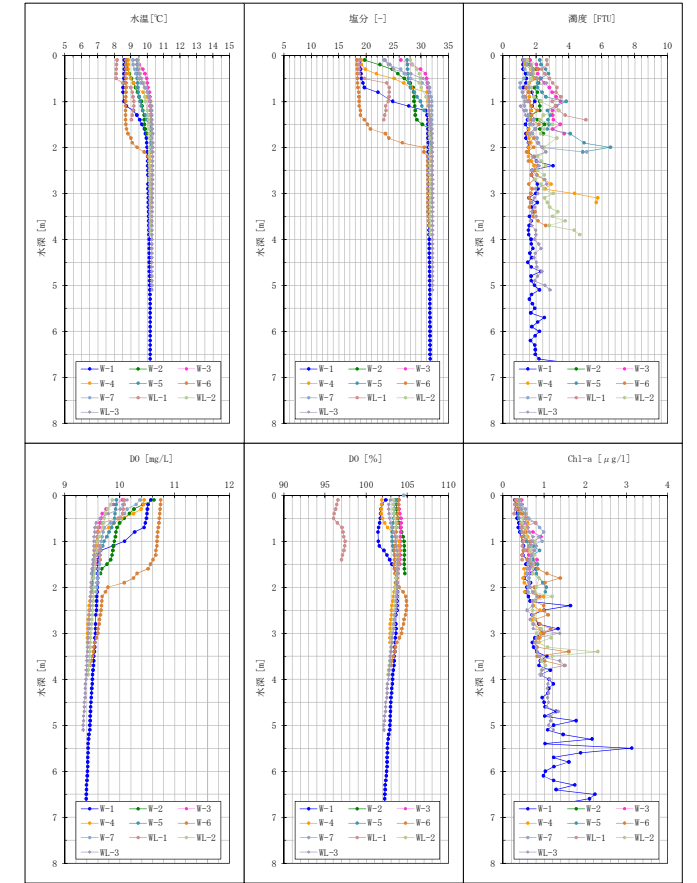 水温[℃]
5 6 7 8 9 10 11 12 13 14 15
0
1
2
3
4
5
6
7
8
水深 [m]
W-1 W-2 W-3
W-4 W-5 W-6
W-7 WL-1 WL-2
WL-3
塩分 [-]
5 10 15 20 25 30 35
0
1
2
3
4
5
6
7
8
水深 [m]
W-1 W-2 W-3
W-4 W-5 W-6
W-7 WL-1 WL-2
WL-3
濁度 [FTU]
0 2 4 6 8 10
0
1
2
3
4
5
6
7
8
水深 [m]
W-1 W-2 W-3
W-4 W-5 W-6
W-7 WL-1 WL-2
WL-3
DO [mg/L]
9 10 11 12
0
1
2
3
4
5
6
7
8
水深 [m]
W-1 W-2 W-3
W-4 W-5 W-6
W-7 WL-1 WL-2
WL-3
DO [%]
90 95 100 105 110
0
1
2
3
4
5
6
7
8
水深 [m]
W-1 W-2 W-3
W-4 W-5 W-6
W-7 WL-1 WL-2
WL-3
Chl-a [μg/l]
0 1 2 3 4
0
1
2
3
4
5
6
7
8
水深 [m]
W-1 W-2 W-3
W-4 W-5 W-6
W-7 WL-1 WL-2
WL-3